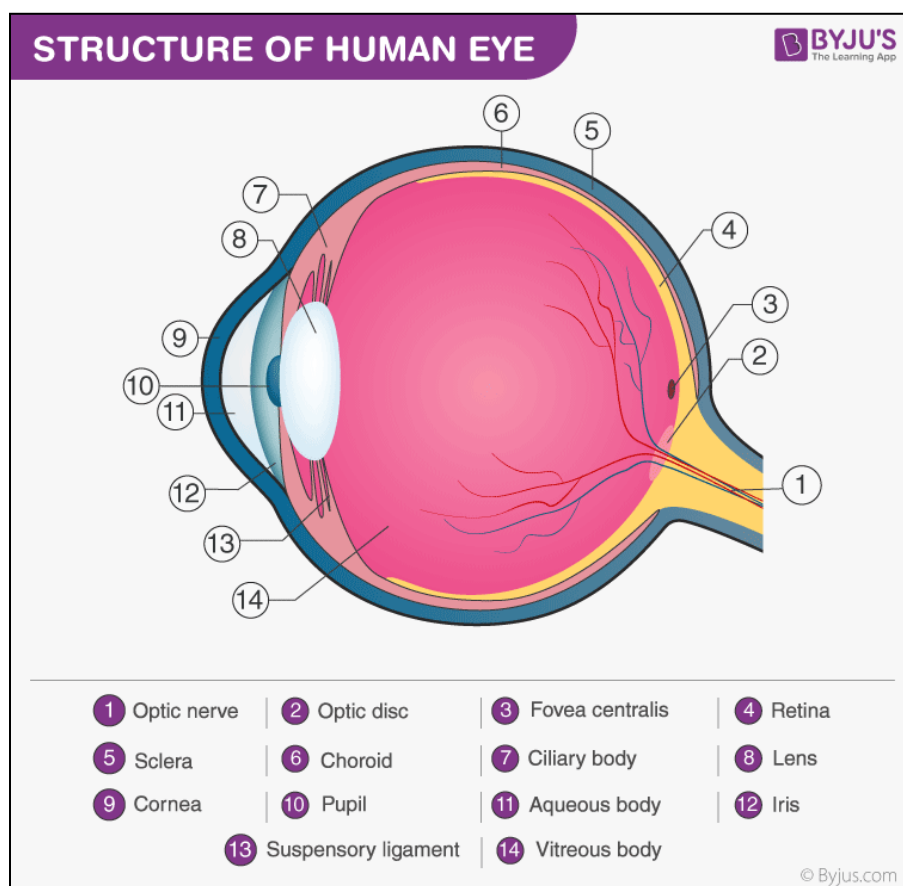 STRUCTURE OF HUMAN EYE
BYJU'S
The Learning App
6
5
7
8
4
3
9
2
10
11
12
1
13
14
1 Optic nerve
2 Optic disc
3 Fovea centralis
4 Retina
5 Sclera
6 Choroid
7 Ciliary body
8 Lens
9 Cornea
10 Pupil
11 Aqueous body
12 Iris
13 Suspensory ligament
14 Vitreous body
© Byjus.com